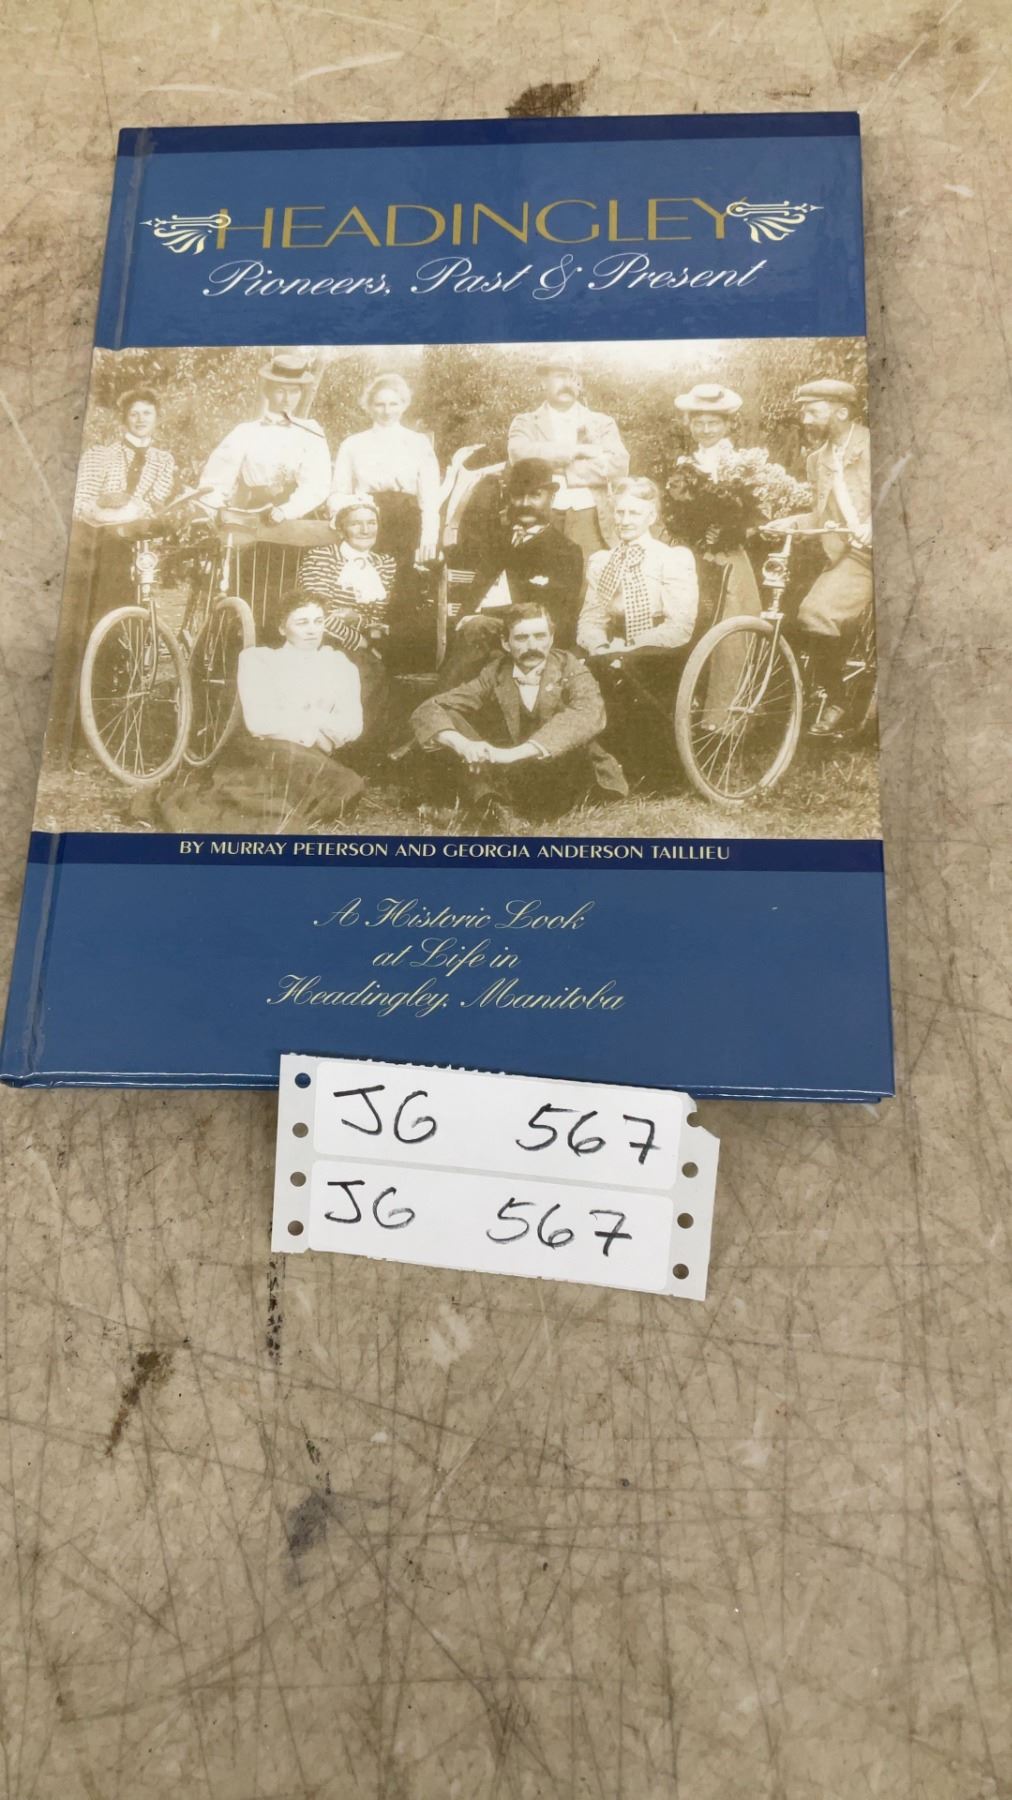 HEADINGLEY
Pioneers, Past & Present
BY MURRAY PETERSON AND GEORGIA ANDERSON TAILLIEU
A Historic Look
at Life in
Headingley, Manitoba
JG 567
JG 567